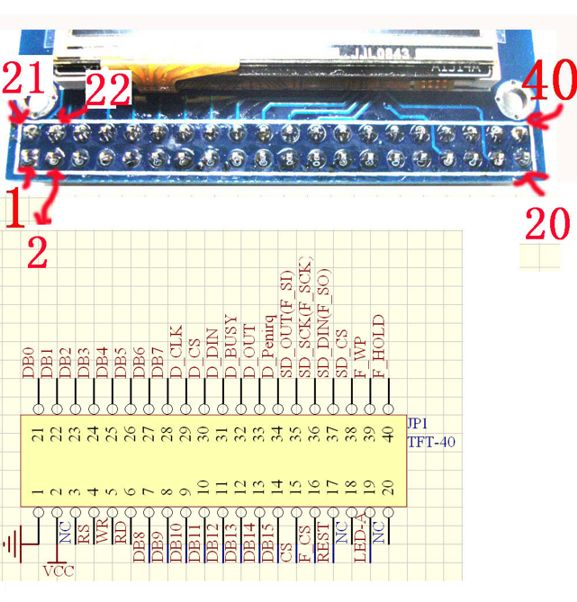 21
22
40
1
2
20
DB0
DB1
DB2
DB3
DB4
DB5
DB6
DB7
D_CLK
D_CS
D_DIN
D_BUSY
D_OUT
D_Penirq
SD_OUT(F_SI)
SD_SCK(F_SCK)
SD_DIN(F_SO)
SD_CS
F_WP
F_HOLD
21 22 23 24 25 26 27 28 29 30 31 32 33 34 35 36 37 38 39 40
JP1
TFT-40
1 2 3 4 5 6 7 8 9 10 11 12 13 14 15 16 17 18 19 20
VCC
NC
RS
WR
RD
DB8
DB9
DB10
DB11
DB12
DB13
DB14
DB15
CS
F_CS
REST
NC
LED-A
NC